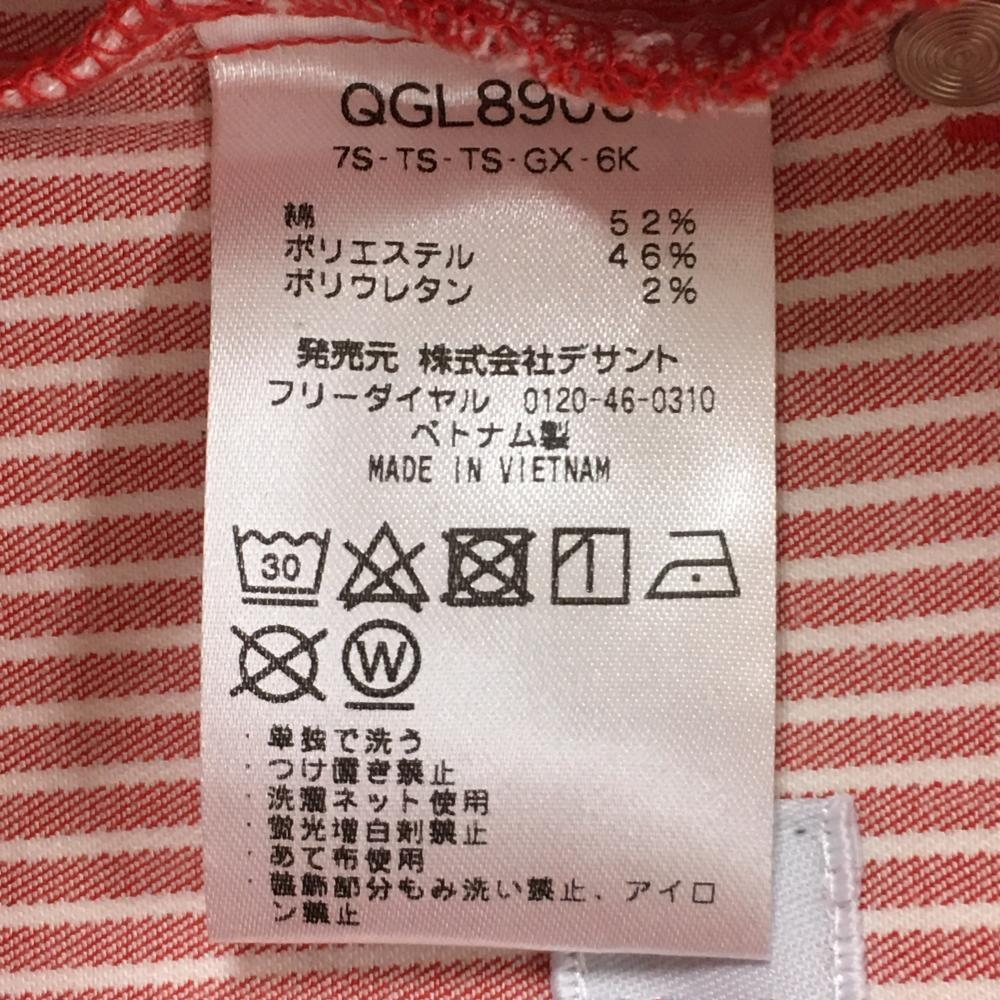 QGL8903
7S-TS-TS-GX-6K
綿 52%
ポリエステル 46%
ポリウレタン 2%
発売元 株式会社デサント
フリーダイヤル 0120-46-0310
ベトナム製
MADE IN VIETNAM
30
W
・単独で洗う
・つけ置き禁止
・洗濯ネット使用
・蛍光増白剤禁止
・あて布使用
・装飾部分もみ洗い禁止、アイロ
ン禁止